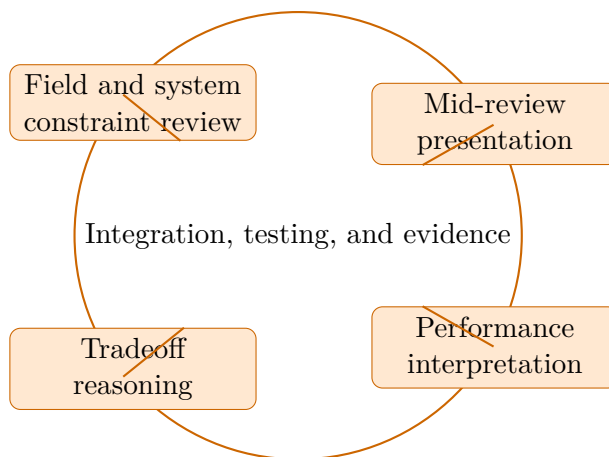 Field and system
constraint review
Mid-review
presentation
Integration, testing, and evidence
Tradeoff
reasoning
Performance
interpretation